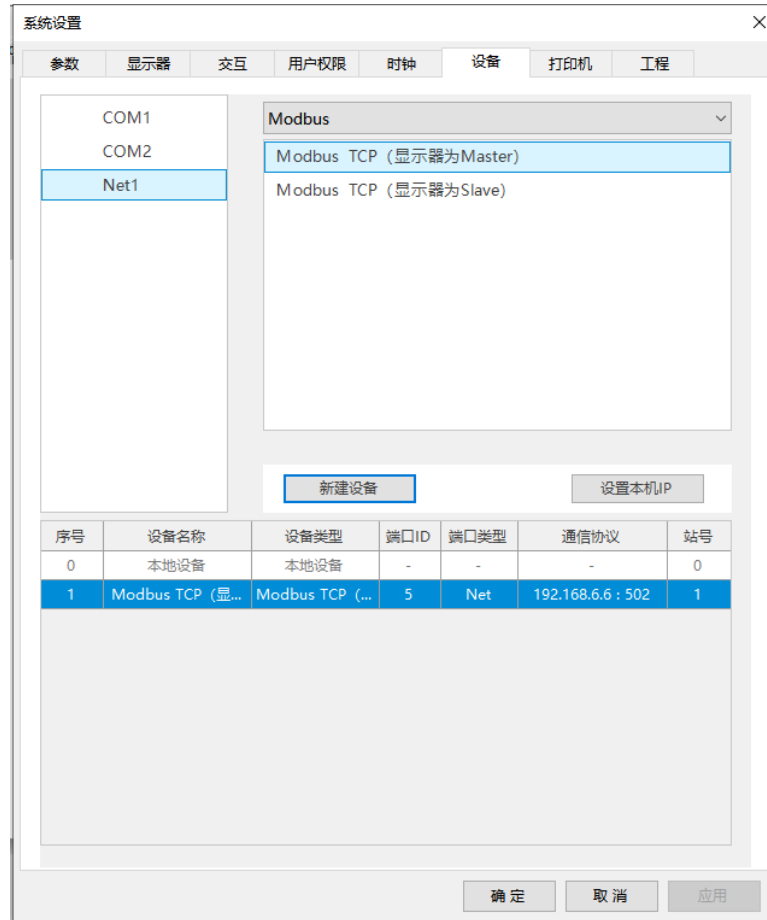 系统设置
参数 显示器 交互 用户权限 时钟 设备 打印机 工程
COM1
COM2
Net1
Modbus
Modbus TCP (显示器为Master)
Modbus TCP (显示器为Slave)
新建设备 设置本机IP
序号 设备名称 设备类型 端口ID 端口类型 通信协议 站号
0 本地设备 本地设备 - - - 0
1 Modbus TCP (显... Modbus TCP (... 5 Net 192.168.6.6 : 502 1
确定 取消 应用